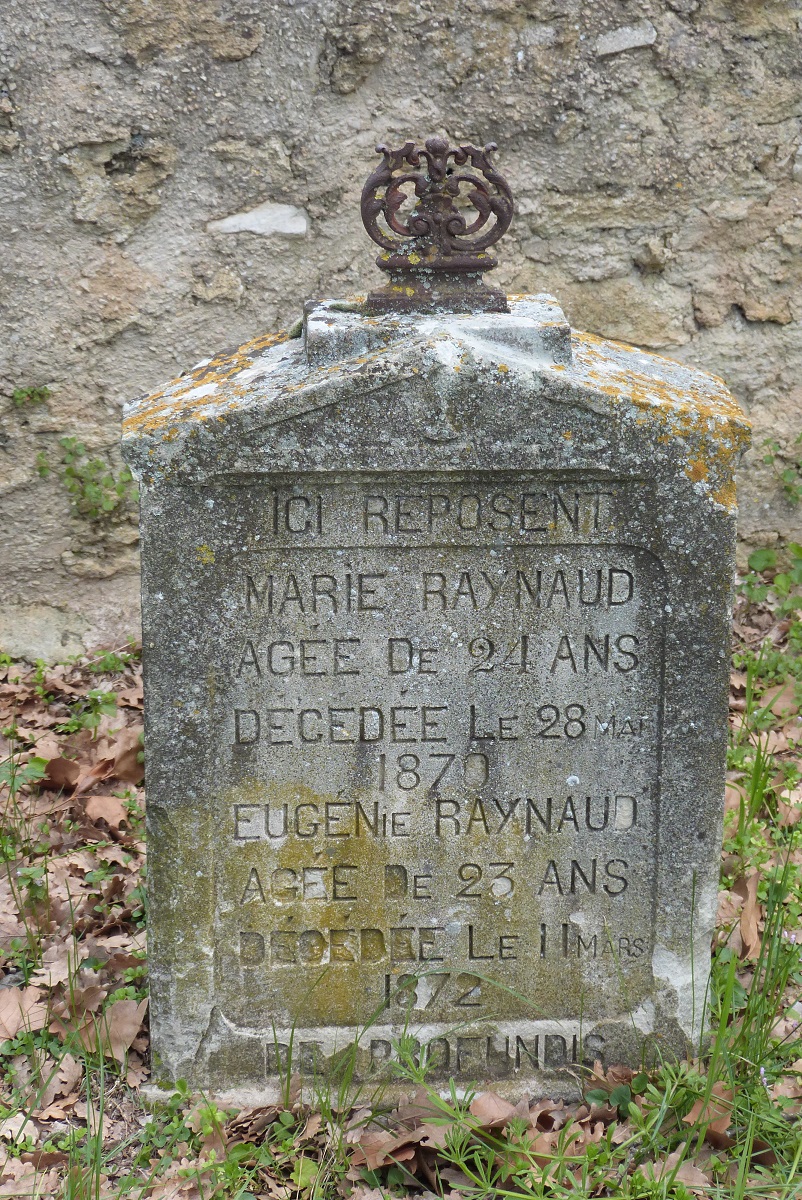 ICI REPOSENT
MARIE RAYNAUD
AGÉE DE 24 ANS
DECEDÉE LE 28 MAI
1870
EUGÉNIE RAYNAUD
AGÉE DE 23 ANS
DÉCÉDÉE LE 11 MARS
1872
DE PROFUNDIS